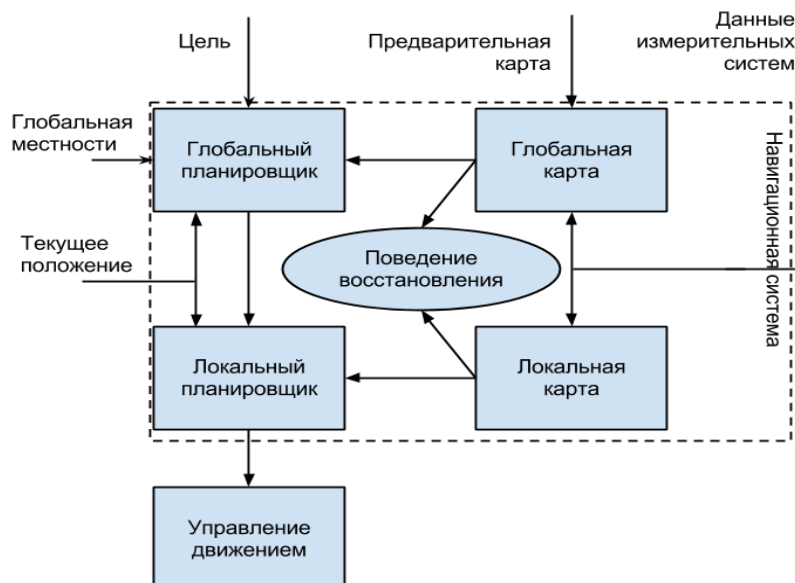 Цель
Предварительная
карта
Данные
измерительных
систем
Глобальная
местности
Глобальный
планировщик
Глобальная
карта
Навигационная система
Текущее
положение
Поведение
восстановления
Локальный
планировщик
Локальная
карта
Управление
движением